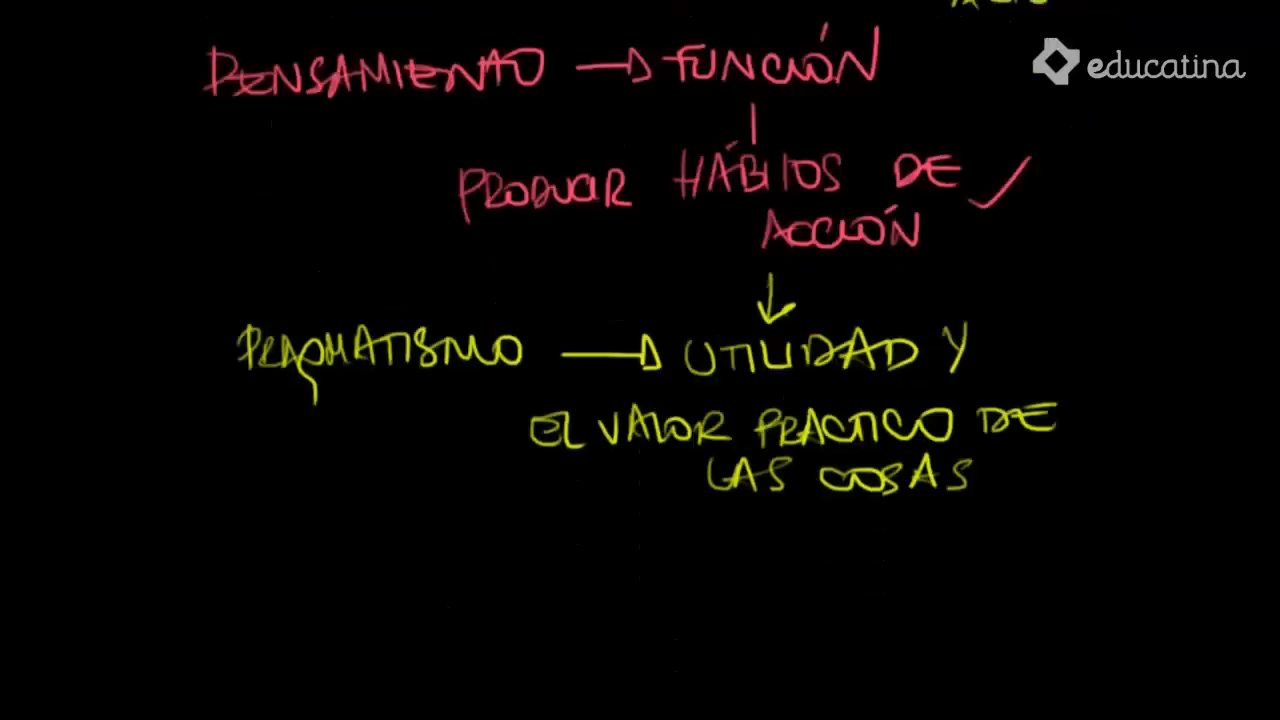 PENSAMIENTO → FUNCIÓN
educatina
PRODUCIR HÁBITOS DE
ACCIÓN
PRAGMATISMO → UTILIDAD Y
EL VALOR PRACTICO DE
LAS COSAS